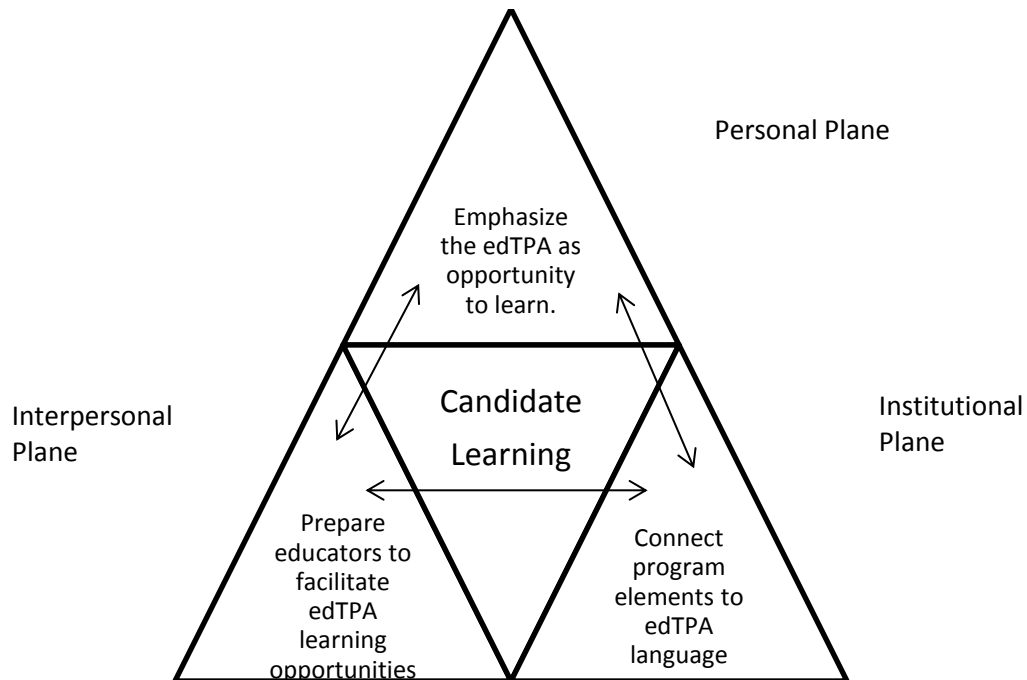 Personal Plane
Emphasize
the edTPA as
opportunity
to learn.
Interpersonal
Plane
Candidate
Learning
Institutional
Plane
Prepare
educators to
facilitate
edTPA
learning
opportunities
Connect
program
elements to
edTPA
language